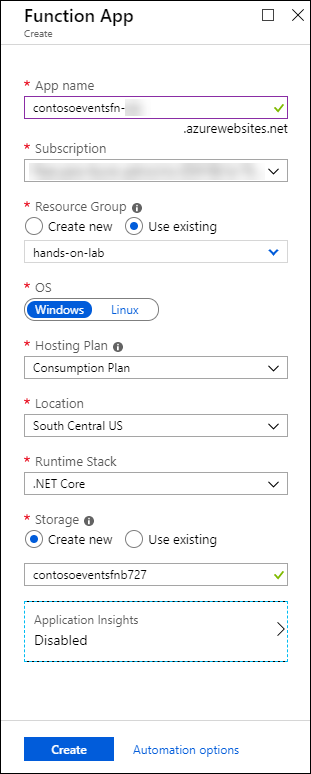 Function App
Create
* App name
contosoeventsfn-
.azurewebsites.net
* Subscription
* Resource Group
Create new
Use existing
hands-on-lab
* OS
Windows
Linux
* Hosting Plan
Consumption Plan
* Location
South Central US
* Runtime Stack
.NET Core
* Storage
Create new
Use existing
contosoeventsfnb727
Application Insights
Disabled
Create
Automation options